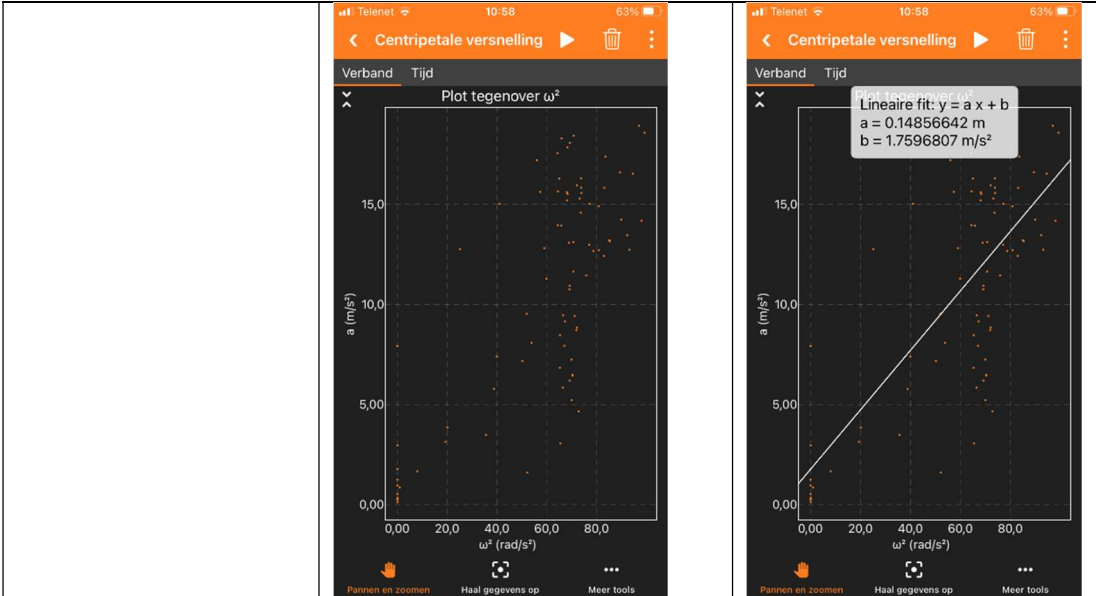 Telenet 10:58 63%
Centripetale versnelling
Verband Tijd
Plot tegenover ω²
15,0
10,0
5,00
0,00
a (m/s²)
0,00 20,0 40,0 60,0 80,0
ω² (rad/s²)
Pannen en zoomen Haal gegevens op Meer tools
Telenet 10:58 63%
Centripetale versnelling
Verband Tijd
Plot tegenover ω²
Lineaire fit: y = a x + b
a = 0.14856642 m
b = 1.7596807 m/s²
15,0
10,0
5,00
0,00
a (m/s²)
0,00 20,0 40,0 60,0 80,0
ω² (rad/s²)
Pannen en zoomen Haal gegevens op Meer tools